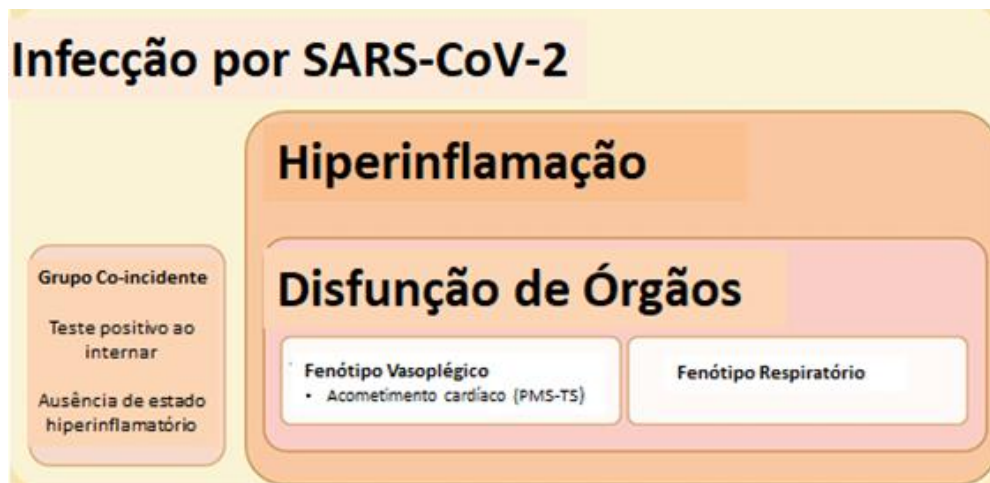 Infecção por SARS-CoV-2
Hiperinflamação
Grupo Co-incidente
Teste positivo ao
internar
Ausência de estado
hiperinflamatório
Disfunção de Órgãos
Fenótipo Vasoplégico
• Acometimento cardíaco (PMS-TS)
Fenótipo Respiratório